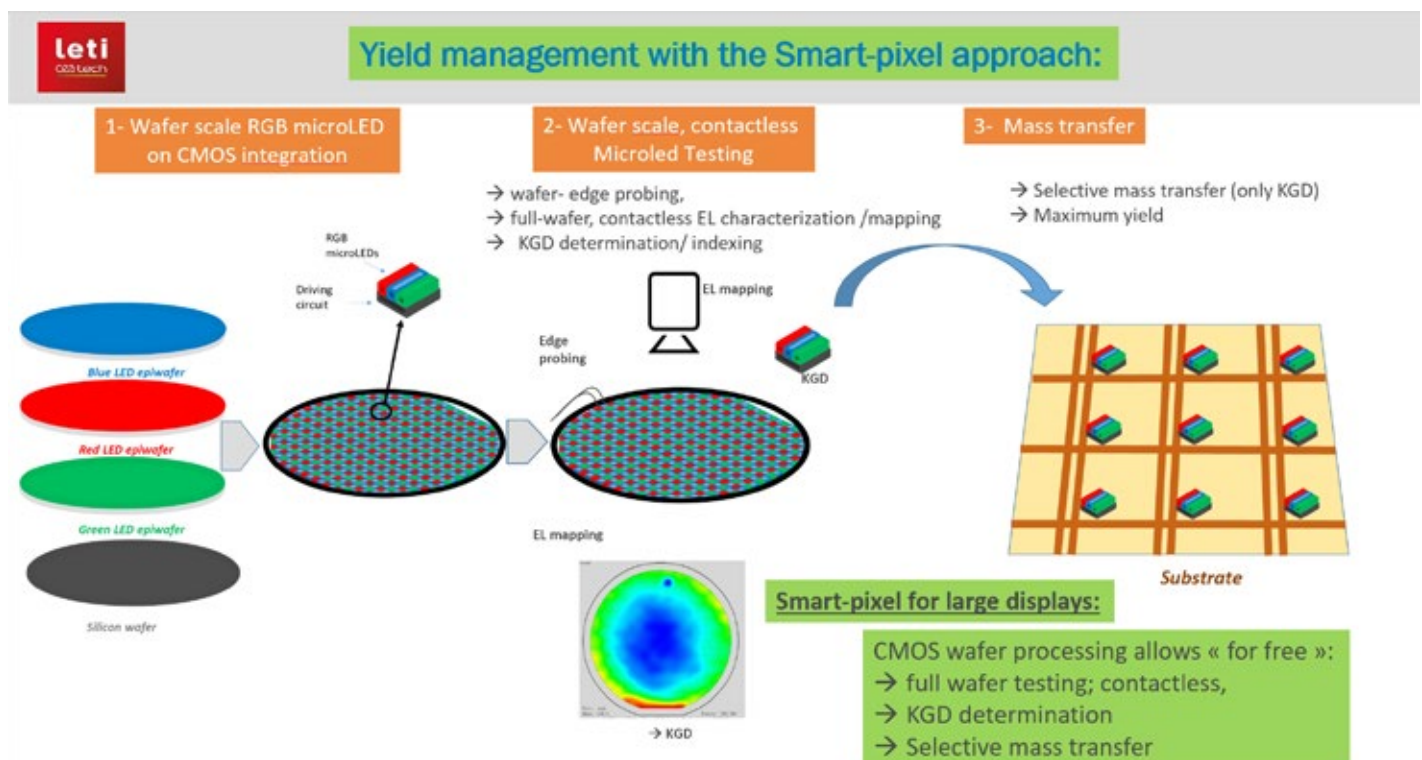 leti
cea tech
Yield management with the Smart-pixel approach:
1- Wafer scale RGB microLED
on CMOS integration
2- Wafer scale, contactless
Microled Testing
3- Mass transfer
→ wafer- edge probing,
→ full-wafer, contactless EL characterization /mapping
→ KGD determination/ indexing
→ Selective mass transfer (only KGD)
→ Maximum yield
RGB
microLEDs
Driving
circuit
Blue LED epiwafer
Red LED epiwafer
Green LED epiwafer
Silicon wafer
EL mapping
Edge
probing
KGD
EL mapping
→ KGD
Substrate
Smart-pixel for large displays:
CMOS wafer processing allows « for free »:
→ full wafer testing; contactless,
→ KGD determination
→ Selective mass transfer